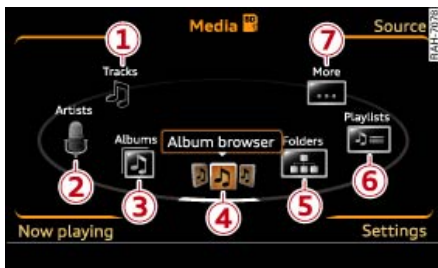 1
7
Media SD
Source
RAH-7078
Tracks
More
Artists
Playlists
Albums
Album browser
Folders
...
2
3
4
5
6
Now playing
Settings